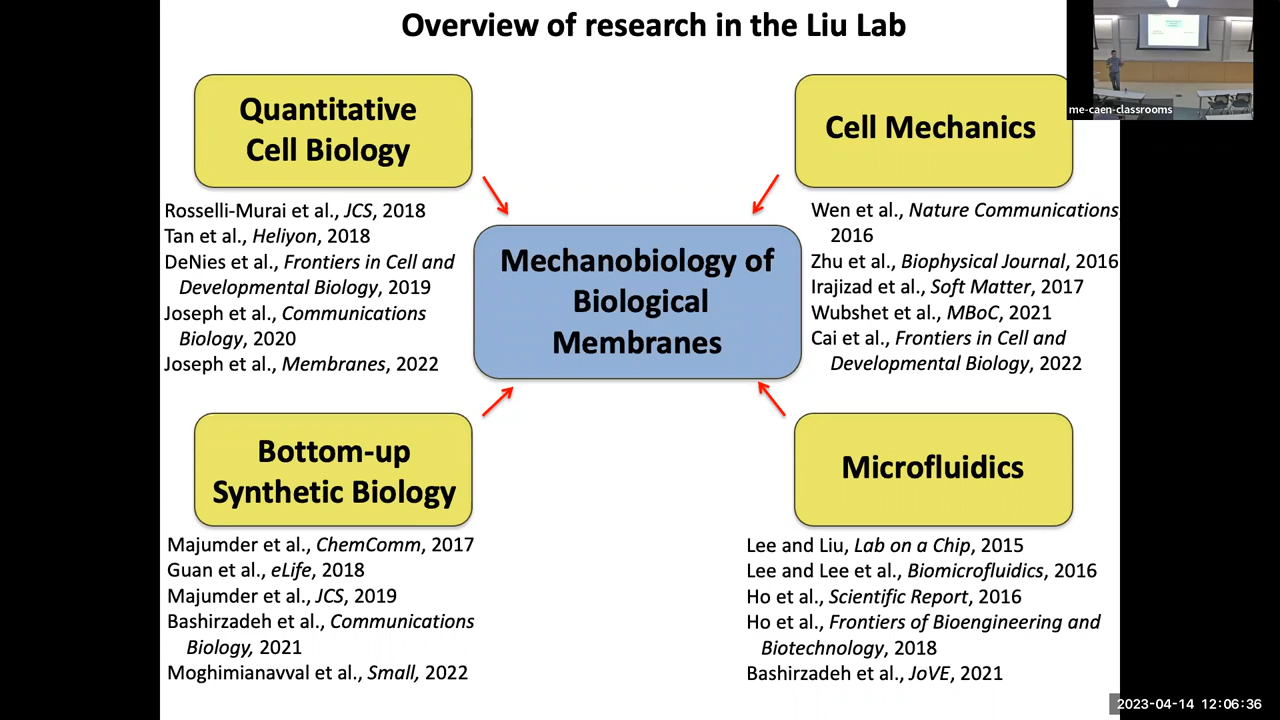 Overview of research in the Liu Lab
Quantitative
Cell Biology
Rosselli-Murai et al., JCS, 2018
Tan et al., Heliyon, 2018
DeNies et al., Frontiers in Cell and
Developmental Biology, 2019
Joseph et al., Communications
Biology, 2020
Joseph et al., Membranes, 2022
Cell Mechanics
Wen et al., Nature Communications,
2016
Zhu et al., Biophysical Journal, 2016
Irajizad et al., Soft Matter, 2017
Wubshet et al., MBoC, 2021
Cai et al., Frontiers in Cell and
Developmental Biology, 2022
Mechanobiology of
Biological
Membranes
Bottom-up
Synthetic Biology
Majumder et al., ChemComm, 2017
Guan et al., eLife, 2018
Majumder et al., JCS, 2019
Bashirzadeh et al., Communications
Biology, 2021
Moghimianavval et al., Small, 2022
Microfluidics
Lee and Liu, Lab on a Chip, 2015
Lee and Lee et al., Biomicrofluidics, 2016
Ho et al., Scientific Report, 2016
Ho et al., Frontiers of Bioengineering and
Biotechnology, 2018
Bashirzadeh et al., JoVE, 2021
me-caen-classrooms
2023-04-14 12:06:36